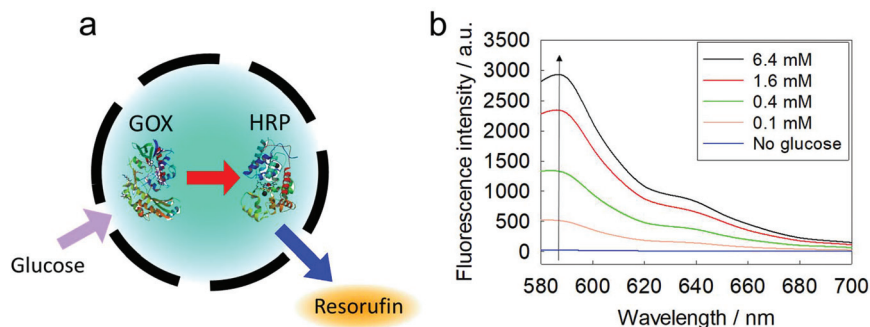 a
GOX
HRP
Glucose
Resorufin
b
Fluorescence intensity / a.u.
3500
3000
2500
2000
1500
1000
500
0
6.4 mM
1.6 mM
0.4 mM
0.1 mM
No glucose
580 600 620 640 660 680 700
Wavelength / nm